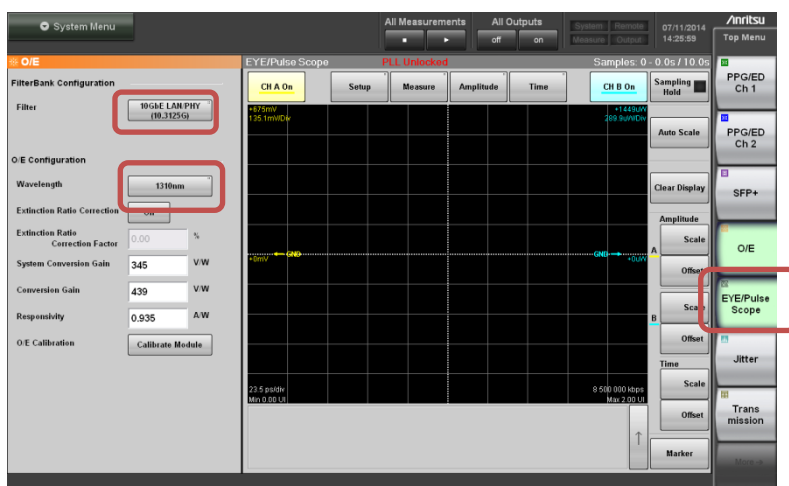 System Menu
All Measurements
All Outputs
off
on
System
Remote
Measure
Output
07/11/2014
14:25:59
/Inritsu
Top Menu
O/E
FilterBank Configuration
Filter
10GbE LAN/PHY
(10.3125G)
O/E Configuration
Wavelength
1310nm
Extinction Ratio Correction
Extinction Ratio
Correction Factor
0.00
%
System Conversion Gain
345
V/W
Conversion Gain
439
V/W
Responsivity
0.935
A/W
O/E Calibration
Calibrate Module
EYE/Pulse Scope
PLL Unlocked
Samples: 0 - 0.0s / 10.0s
CH A On
Setup
Measure
Amplitude
Time
CH B On
Sampling
Hold
+675mV
135.1mV/Div
+1449uW
289.9uW/Div
GND
+0mV
GND
+0uW
23.5 ps/div
Min 0.00 UI
8 500 000 kbps
Max 2.00 UI
Auto Scale
Clear Display
Amplitude
A
Scale
Offset
B
Scale
Offset
Time
Scale
Offset
Marker
PPG/ED
Ch 1
PPG/ED
Ch 2
SFP+
O/E
EYE/Pulse
Scope
Jitter
Trans
mission
More